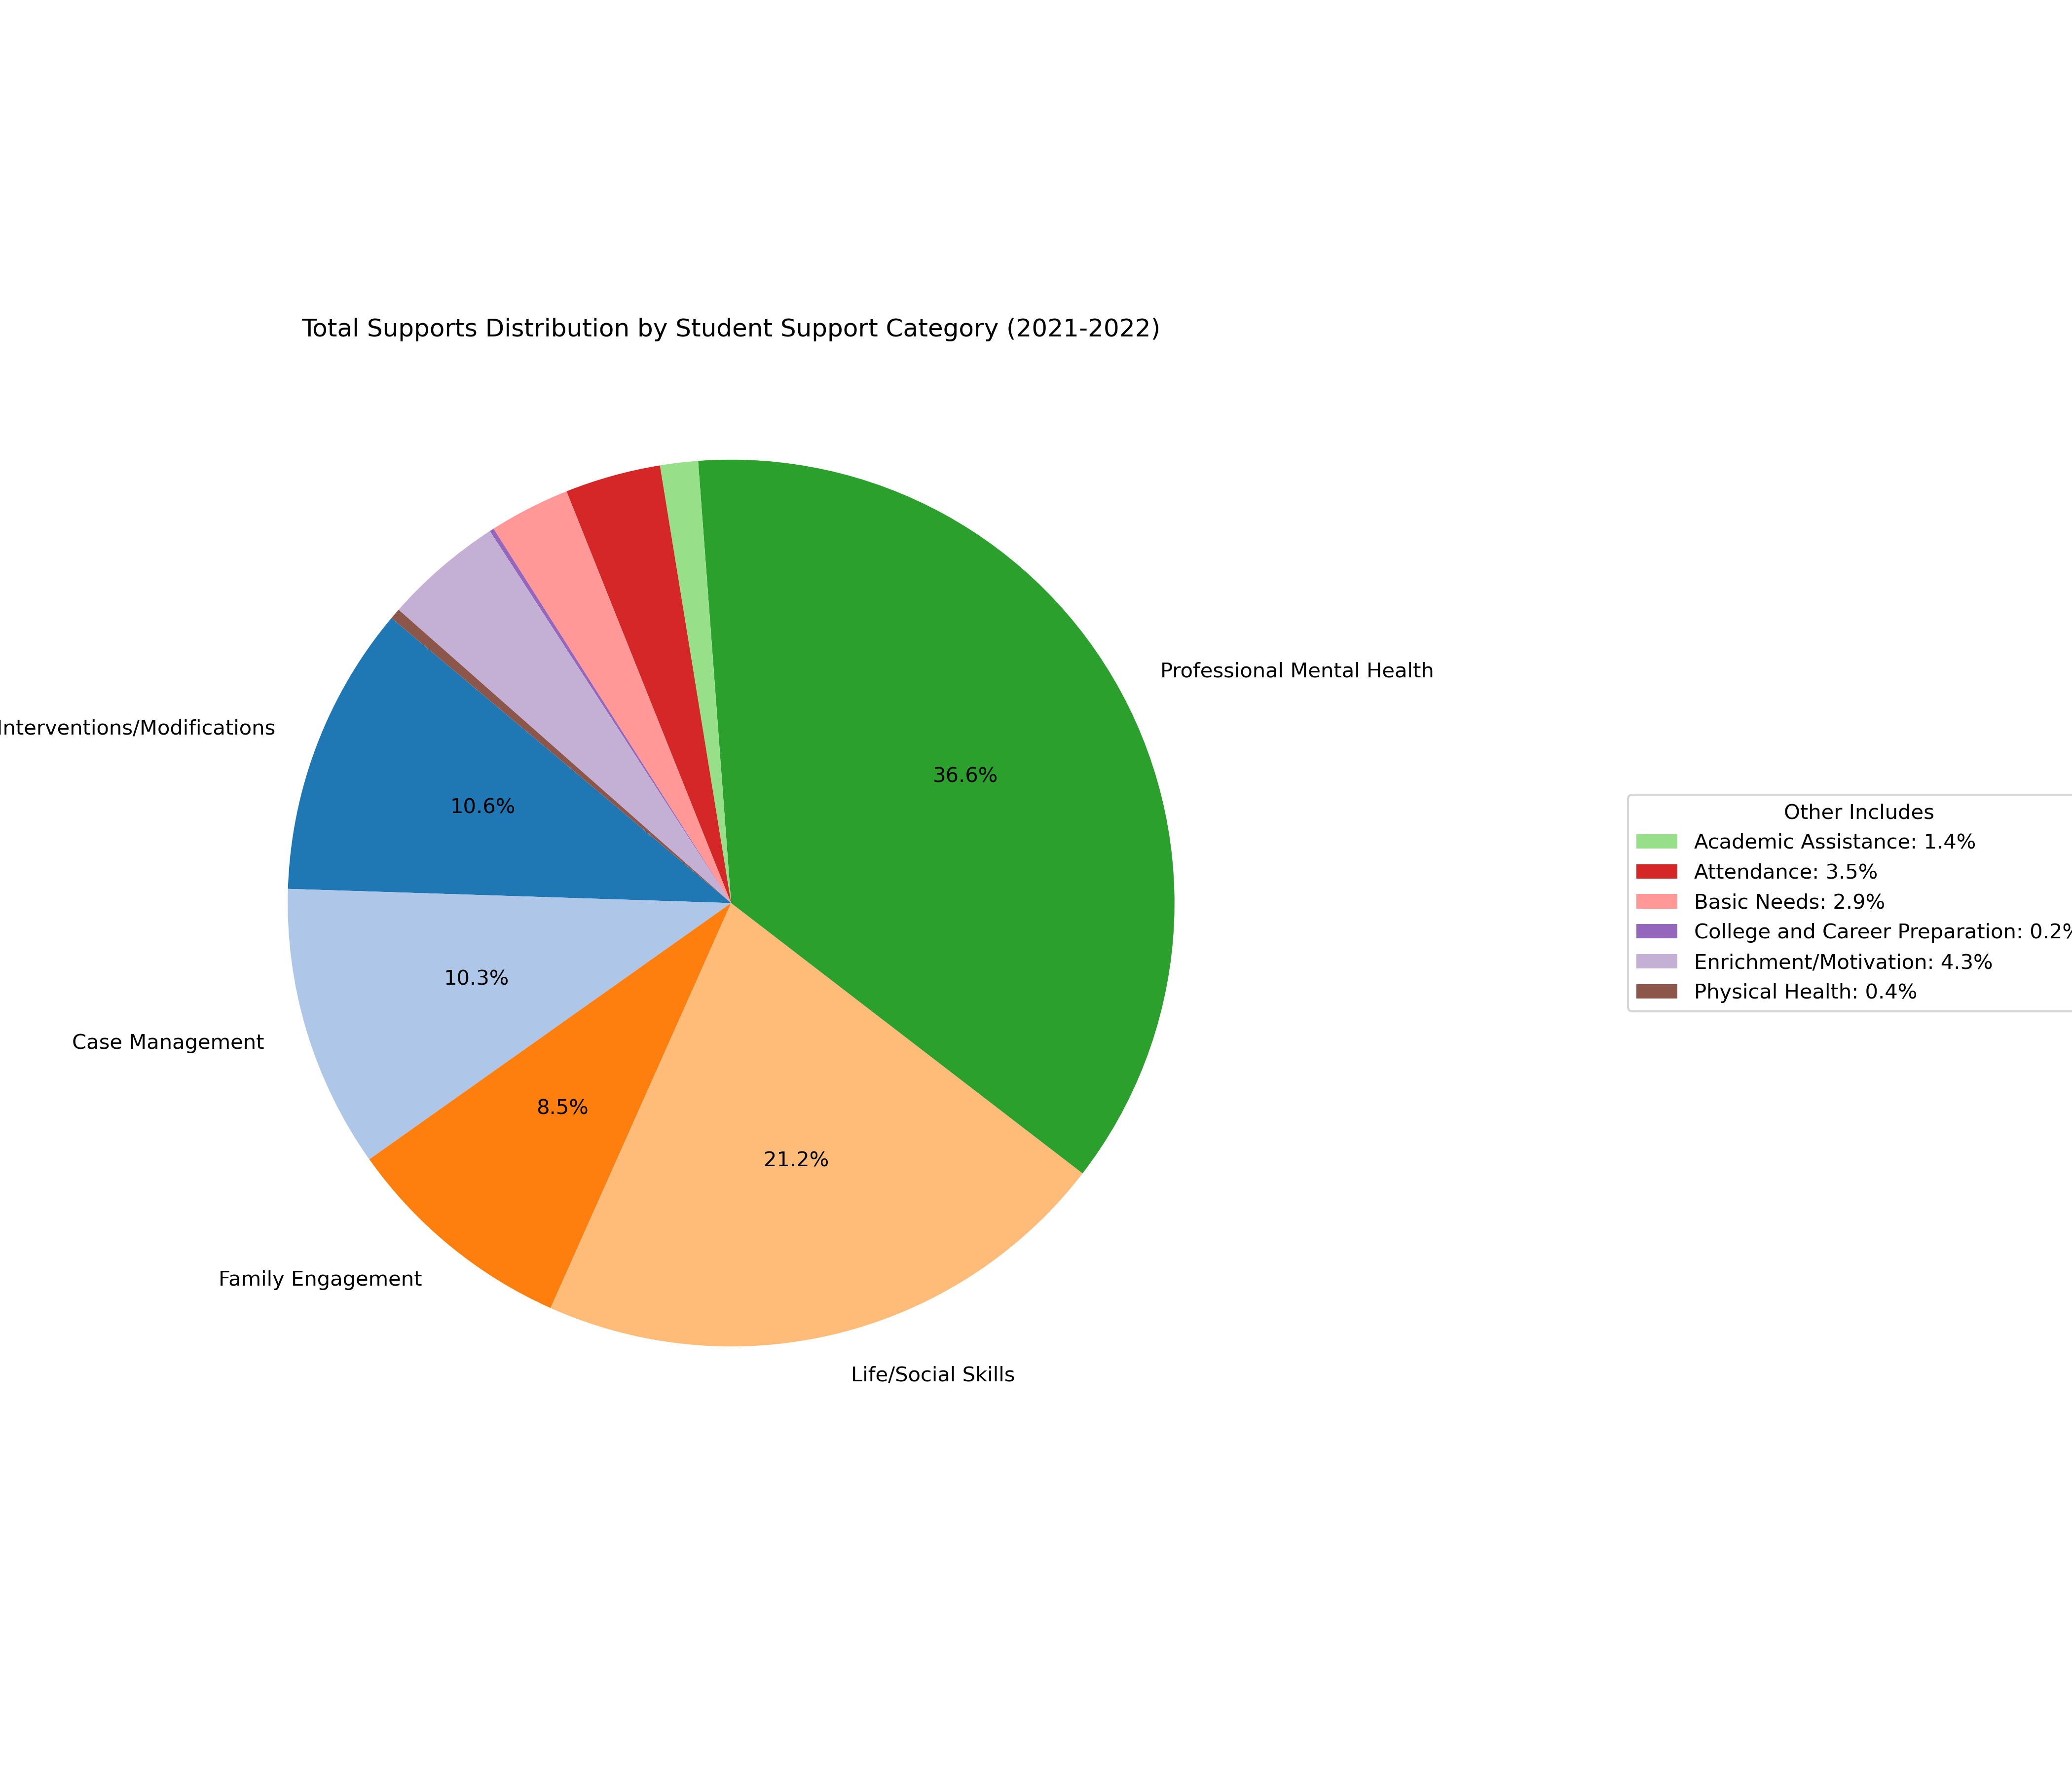 Total Supports Distribution by Student Support Category (2021-2022)
Professional Mental Health
36.6%
Interventions/Modifications
10.6%
Other Includes
Academic Assistance: 1.4%
Attendance: 3.5%
Basic Needs: 2.9%
College and Career Preparation: 0.2%
Enrichment/Motivation: 4.3%
Physical Health: 0.4%
10.3%
Case Management
8.5%
21.2%
Family Engagement
Life/Social Skills